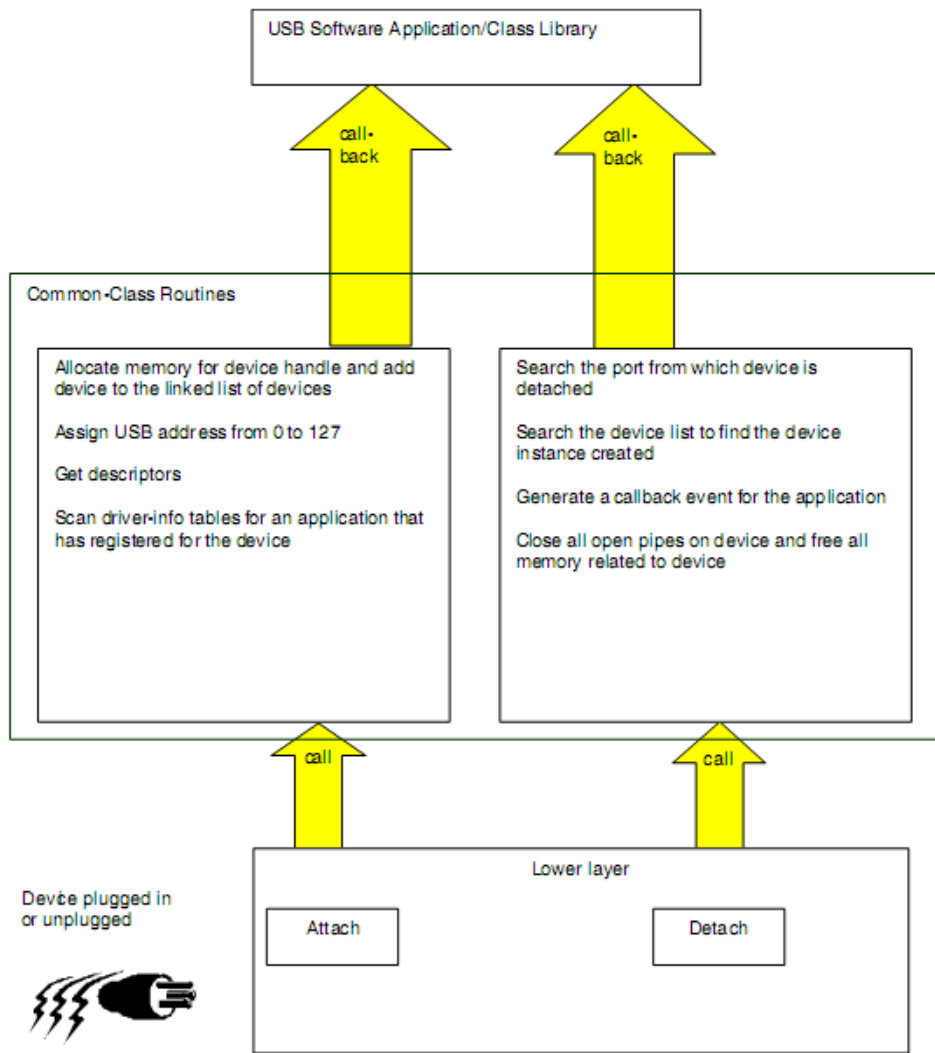 USB Software Application/Class Library
call-
back
call-
back
Common-Class Routines
Allocate memory for device handle and add
device to the linked list of devices
Assign USB address from 0 to 127
Get descriptors
Scan driver-info tables for an application that
has registered for the device
Search the port from which device is
detached
Search the device list to find the device
instance created
Generate a callback event for the application
Close all open pipes on device and free all
memory related to device
call
call
Lower layer
Device plugged in
or unplugged
Attach
Detach